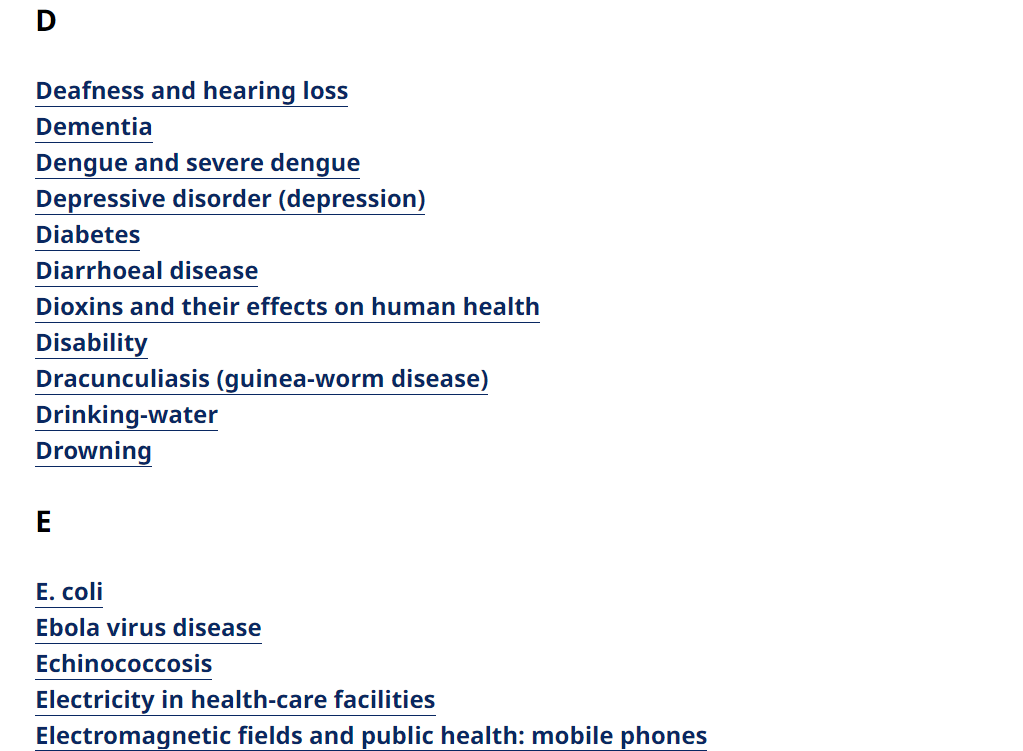 D
Deafness and hearing loss
Dementia
Dengue and severe dengue
Depressive disorder (depression)
Diabetes
Diarrhoeal disease
Dioxins and their effects on human health
Disability
Dracunculiasis (guinea-worm disease)
Drinking-water
Drowning
E
E. coli
Ebola virus disease
Echinococcosis
Electricity in health-care facilities
Electromagnetic fields and public health: mobile phones